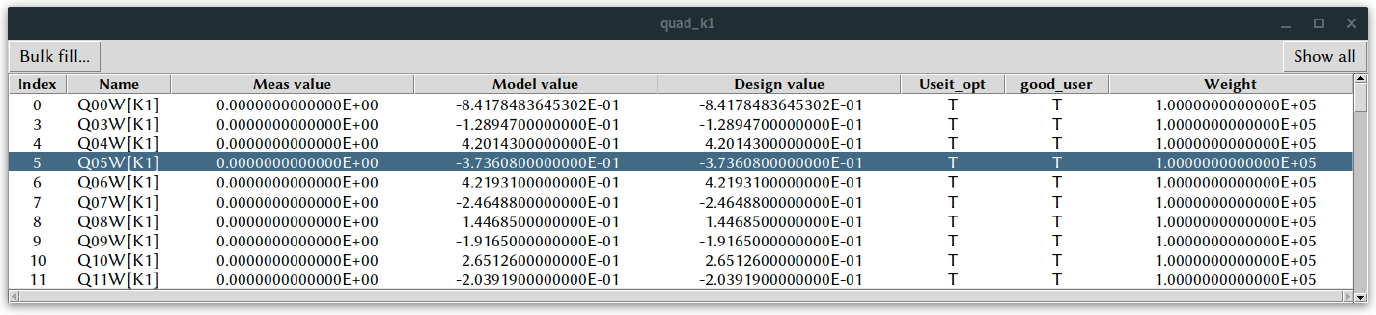 quad_k1
Bulk fill... Show all
Index Name Meas value Model value Design value Useit_opt good_user Weight
0 Q00W[K1] 0.0000000000000E+00 -8.4178483645302E-01 -8.4178483645302E-01 T T 1.0000000000000E+05
3 Q03W[K1] 0.0000000000000E+00 -1.2894700000000E-01 -1.2894700000000E-01 T T 1.0000000000000E+05
4 Q04W[K1] 0.0000000000000E+00 4.2014300000000E-01 4.2014300000000E-01 T T 1.0000000000000E+05
5 Q05W[K1] 0.0000000000000E+00 -3.7360800000000E-01 -3.7360800000000E-01 T T 1.0000000000000E+05
6 Q06W[K1] 0.0000000000000E+00 4.2193100000000E-01 4.2193100000000E-01 T T 1.0000000000000E+05
7 Q07W[K1] 0.0000000000000E+00 -2.4648800000000E-01 -2.4648800000000E-01 T T 1.0000000000000E+05
8 Q08W[K1] 0.0000000000000E+00 1.4468500000000E-01 1.4468500000000E-01 T T 1.0000000000000E+05
9 Q09W[K1] 0.0000000000000E+00 -1.9165000000000E-01 -1.9165000000000E-01 T T 1.0000000000000E+05
10 Q10W[K1] 0.0000000000000E+00 2.6512600000000E-01 2.6512600000000E-01 T T 1.0000000000000E+05
11 Q11W[K1] 0.0000000000000E+00 -2.0391900000000E-01 -2.0391900000000E-01 T T 1.0000000000000E+05